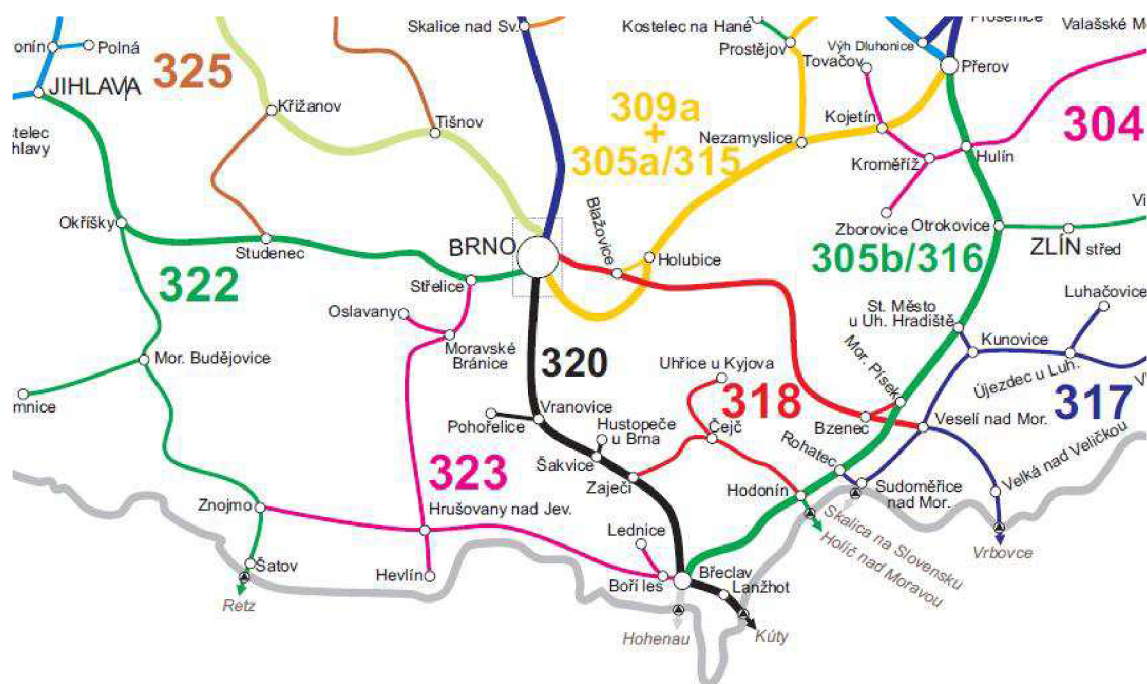 Skalice nad Sv.
Kostelec na Hané
Prosenice
Valašské M
onín
Polná
Prostějov
Výh Dluhonice
Tovačov
Přerov
JIHLAVA
325
stelec
hlavy
Křižanov
Tišnov
309a
+
305a/315
Kojetín
304
Nezamyslice
Kroměříž
Hulín
Okříšky
Studenec
BRNO
Blažovice
Holubice
Zborovice
Otrokovice
Vi
ZLÍN střed
322
Střelice
305b/316
Oslavany
Moravské
Bránice
St. Město
u Uh. Hradiště
Luhačovice
Kunovice
Újezdec u Luh.
Mor. Budějovice
320
Uhřice u Kyjova
Mor. Písek
318
317
mnice
Vranovice
Pohořelice
Hustopeče
u Brna
Čejč
Bzenec
Veselí nad Mor.
Šakvice
Zaječí
Rohatec
Velká nad Veličkou
323
Znojmo
Hrušovany nad Jev.
Hodonín
Sudoměřice
nad Mor.
Lednice
Skalica na Slovensku
Holíč nad Moravou
Vrbovce
Šatov
Hevlín
Boří les
Břeclav
Lanžhot
Retz
Hohenau
Kúty